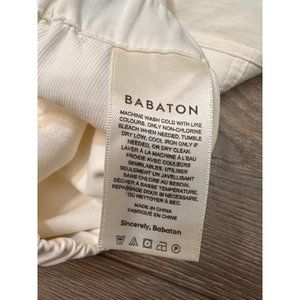 BABATON
MACHINE WASH COLD WITH LIKE
COLOURS, ONLY NON-CHLORINE
BLEACH WHEN NEEDED, TUMBLE
DRY LOW, COOL IRON ONLY IF
NEEDED, OR DRY CLEAN.
LAVER À LA MACHINE À L'EAU
FROIDE AVEC COULEURS
SEMBLABLES, UTILISER
SEULEMENT UN JAVELLISANT
SANS CHLORE AU BESOIN,
SÉCHER À BASSE TEMPÉRATURE,
REPASSAGE DOUX SI NÉCESSAIRE,
OU NETTOYER À SEC.
MADE IN CHINA
FABRIQUÉ EN CHINE
Sincerely, Babaton